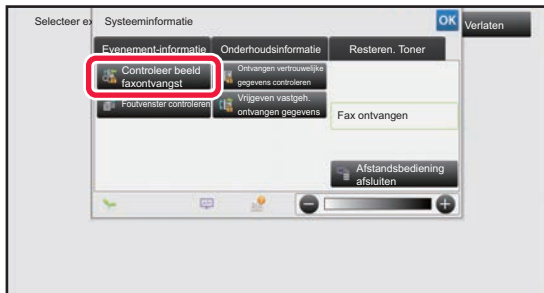 Selecteer ex
Systeeminformatie
OK
Verlaten
Evenement-informatie
Onderhoudsinformatie
Resteren. Toner
Controleer beeld
faxontvangst
Ontvangen vertrouwelijke
gegevens controleren
Foutvenster controleren
Vrijgeven vastgeh.
ontvangen gegevens
Fax ontvangen
Afstandsbediening
afsluiten